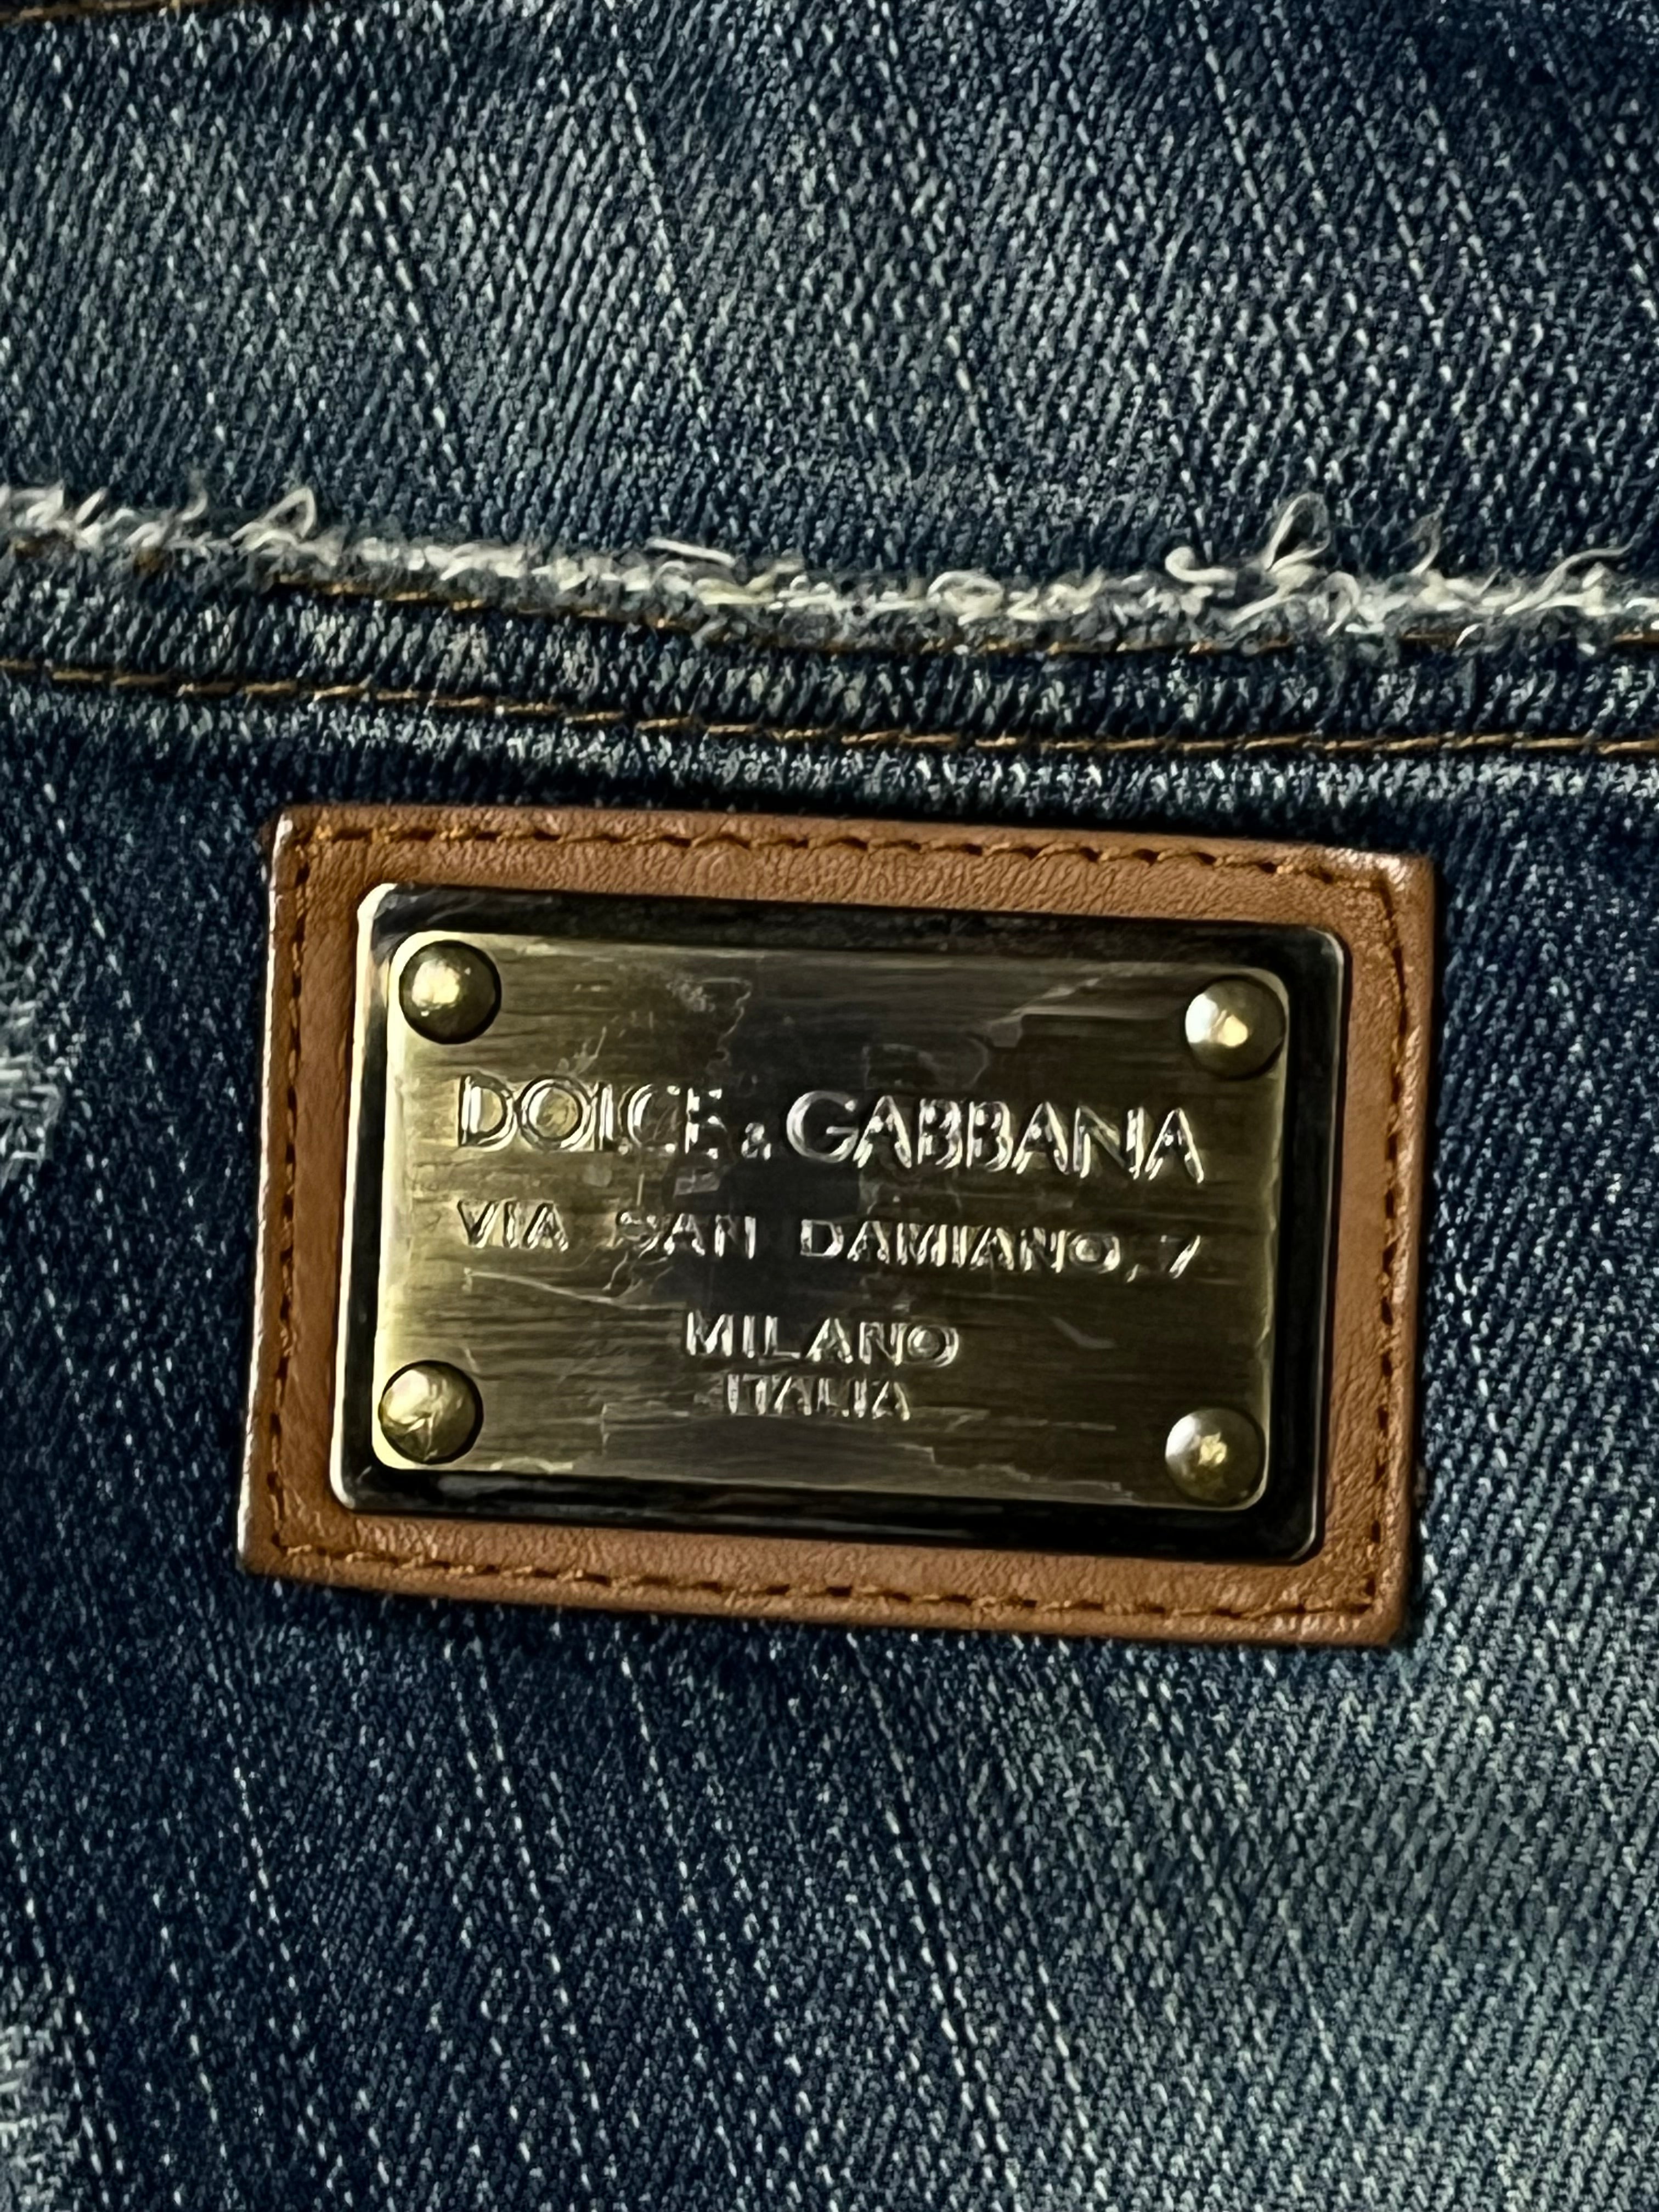 DOLCE & GABBANA
VIA SAN DAMIANO, 7
MILANO
ITALIA